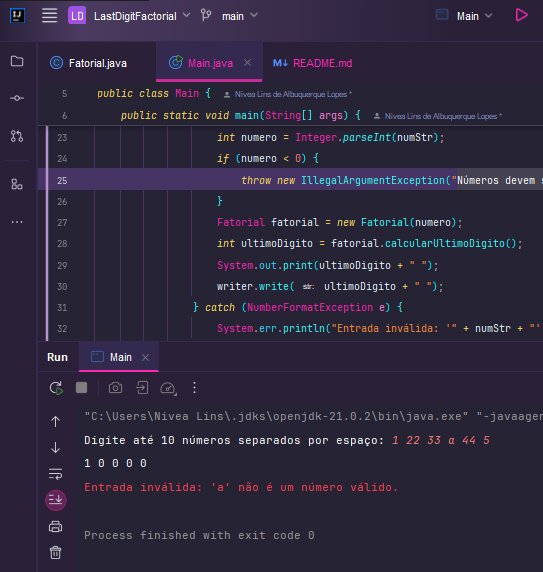 LD LastDigitFactorial main Main
Fatorial.java Main.java README.md
5 public class Main { Nivea Lins de Albuquerque Lopes *
6 public static void main(String[] args) { Nivea Lins de Albuquerque Lopes *
23 int numero = Integer.parseInt(numStr);
24 if (numero < 0) {
25 throw new IllegalArgumentException("Números devem s
26 }
27 Fatorial fatorial = new Fatorial(numero);
28 int ultimoDigito = fatorial.calcularUltimoDigito();
29 System.out.print(ultimoDigito + " ");
30 writer.write( str: ultimoDigito + " ");
31 } catch (NumberFormatException e) {
32 System.err.println("Entrada inválida: '" + numStr + "'
Run Main
"C:\Users\Nivea Lins\.jdks\openjdk-21.0.2\bin\java.exe" "-javaagen
Digite até 10 números separados por espaço: 1 22 33 a 44 5
1 0 0 0 0
Entrada inválida: 'a' não é um número válido.
Process finished with exit code 0